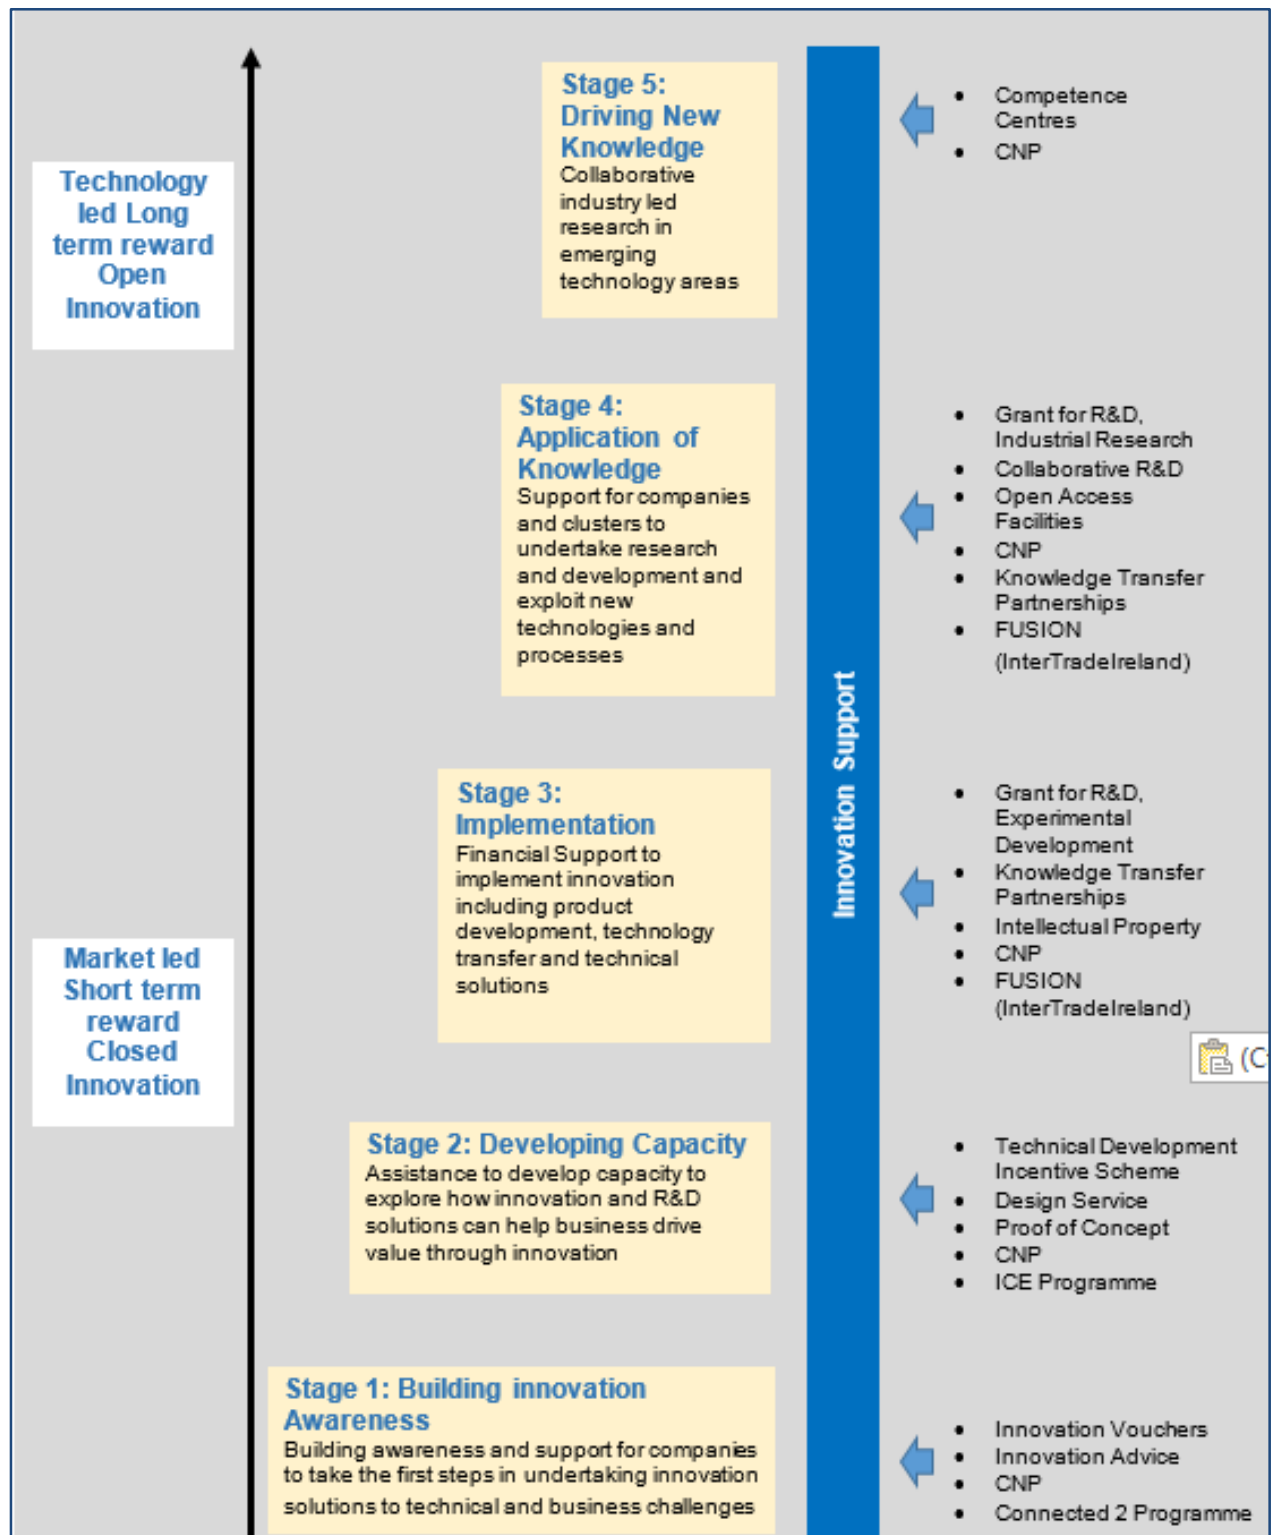 Stage 5:
Driving New
Knowledge
Collaborative
industry led
research in
emerging
technology areas
Competence
Centres
CNP
Technology
led Long
term reward
Open
Innovation
Stage 4:
Application of
Knowledge
Support for companies
and clusters to
undertake research
and development and
exploit new
technologies and
processes
Grant for R&D,
Industrial Research
Collaborative R&D
Open Access
Facilities
CNP
Knowledge Transfer
Partnerships
FUSION
(InterTradeIreland)
Innovation Support
Stage 3:
Implementation
Financial Support to
implement innovation
including product
development, technology
transfer and technical
solutions
Grant for R&D,
Experimental
Development
Knowledge Transfer
Partnerships
Intellectual Property
CNP
FUSION
(InterTradeIreland)
Market led
Short term
reward
Closed
Innovation
(C
Stage 2: Developing Capacity
Assistance to develop capacity to
explore how innovation and R&D
solutions can help business drive
value through innovation
Technical Development
Incentive Scheme
Design Service
Proof of Concept
CNP
ICE Programme
Stage 1: Building innovation
Awareness
Building awareness and support for companies
to take the first steps in undertaking innovation
solutions to technical and business challenges
Innovation Vouchers
Innovation Advice
CNP
Connected 2 Programme